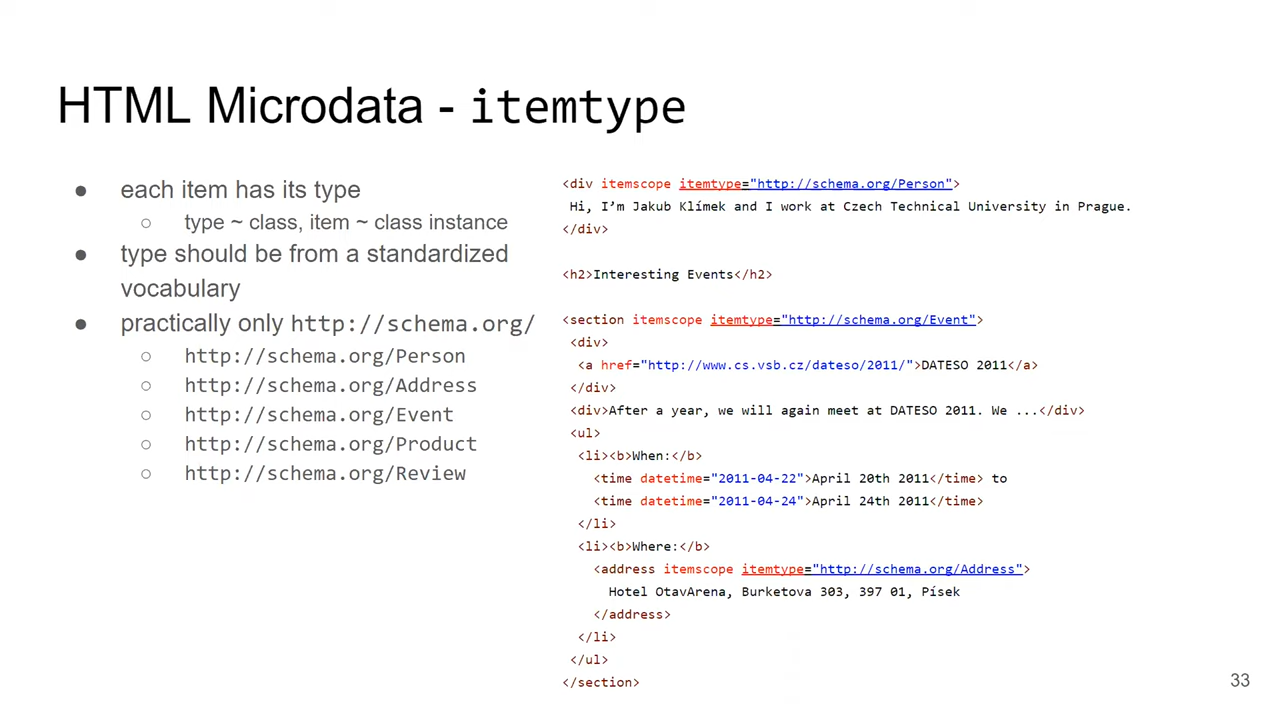 HTML Microdata - itemtype
● each item has its type
○ type ~ class, item ~ class instance
● type should be from a standardized
vocabulary
● practically only http://schema.org/
○ http://schema.org/Person
○ http://schema.org/Address
○ http://schema.org/Event
○ http://schema.org/Product
○ http://schema.org/Review
<div itemscope itemtype="http://schema.org/Person">
Hi, I’m Jakub Klímek and I work at Czech Technical University in Prague.
</div>
<h2>Interesting Events</h2>
<section itemscope itemtype="http://schema.org/Event">
<div>
<a href="http://www.cs.vsb.cz/dateso/2011/">DATESO 2011</a>
</div>
<div>After a year, we will again meet at DATESO 2011. We ...</div>
<ul>
<li><b>When:</b>
<time datetime="2011-04-22">April 20th 2011</time> to
<time datetime="2011-04-24">April 24th 2011</time>
</li>
<li><b>Where:</b>
<address itemscope itemtype="http://schema.org/Address">
Hotel OtavArena, Burketova 303, 397 01, Písek
</address>
</li>
</ul>
</section>
33